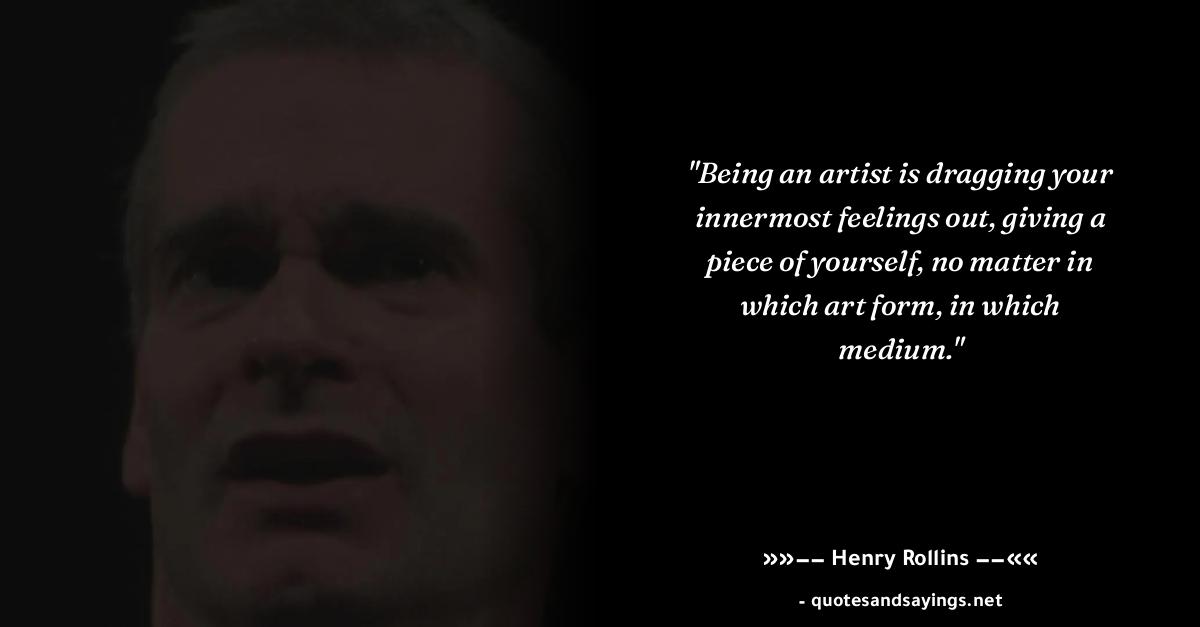 "Being an artist is dragging your
innermost feelings out, giving a
piece of yourself, no matter in
which art form, in which
medium."
»»−− Henry Rollins −−««
- quotesandsayings.net